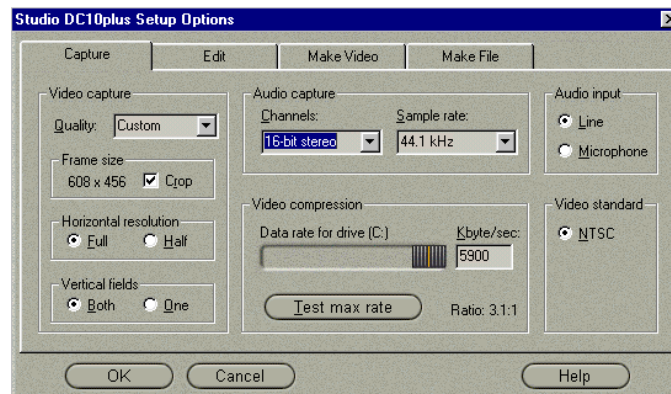 Studio DC10plus Setup Options
Capture
Edit
Make Video
Make File
Video capture
Quality: Custom
Frame size
608 x 456 Crop
Horizontal resolution
Full Half
Vertical fields
Both One
Audio capture
Channels: Sample rate:
16-bit stereo 44.1 kHz
Audio input
Line
Microphone
Video compression
Data rate for drive (C:) Kbyte/sec:
5900
Test max rate Ratio: 3.1:1
Video standard
NTSC
OK Cancel Help